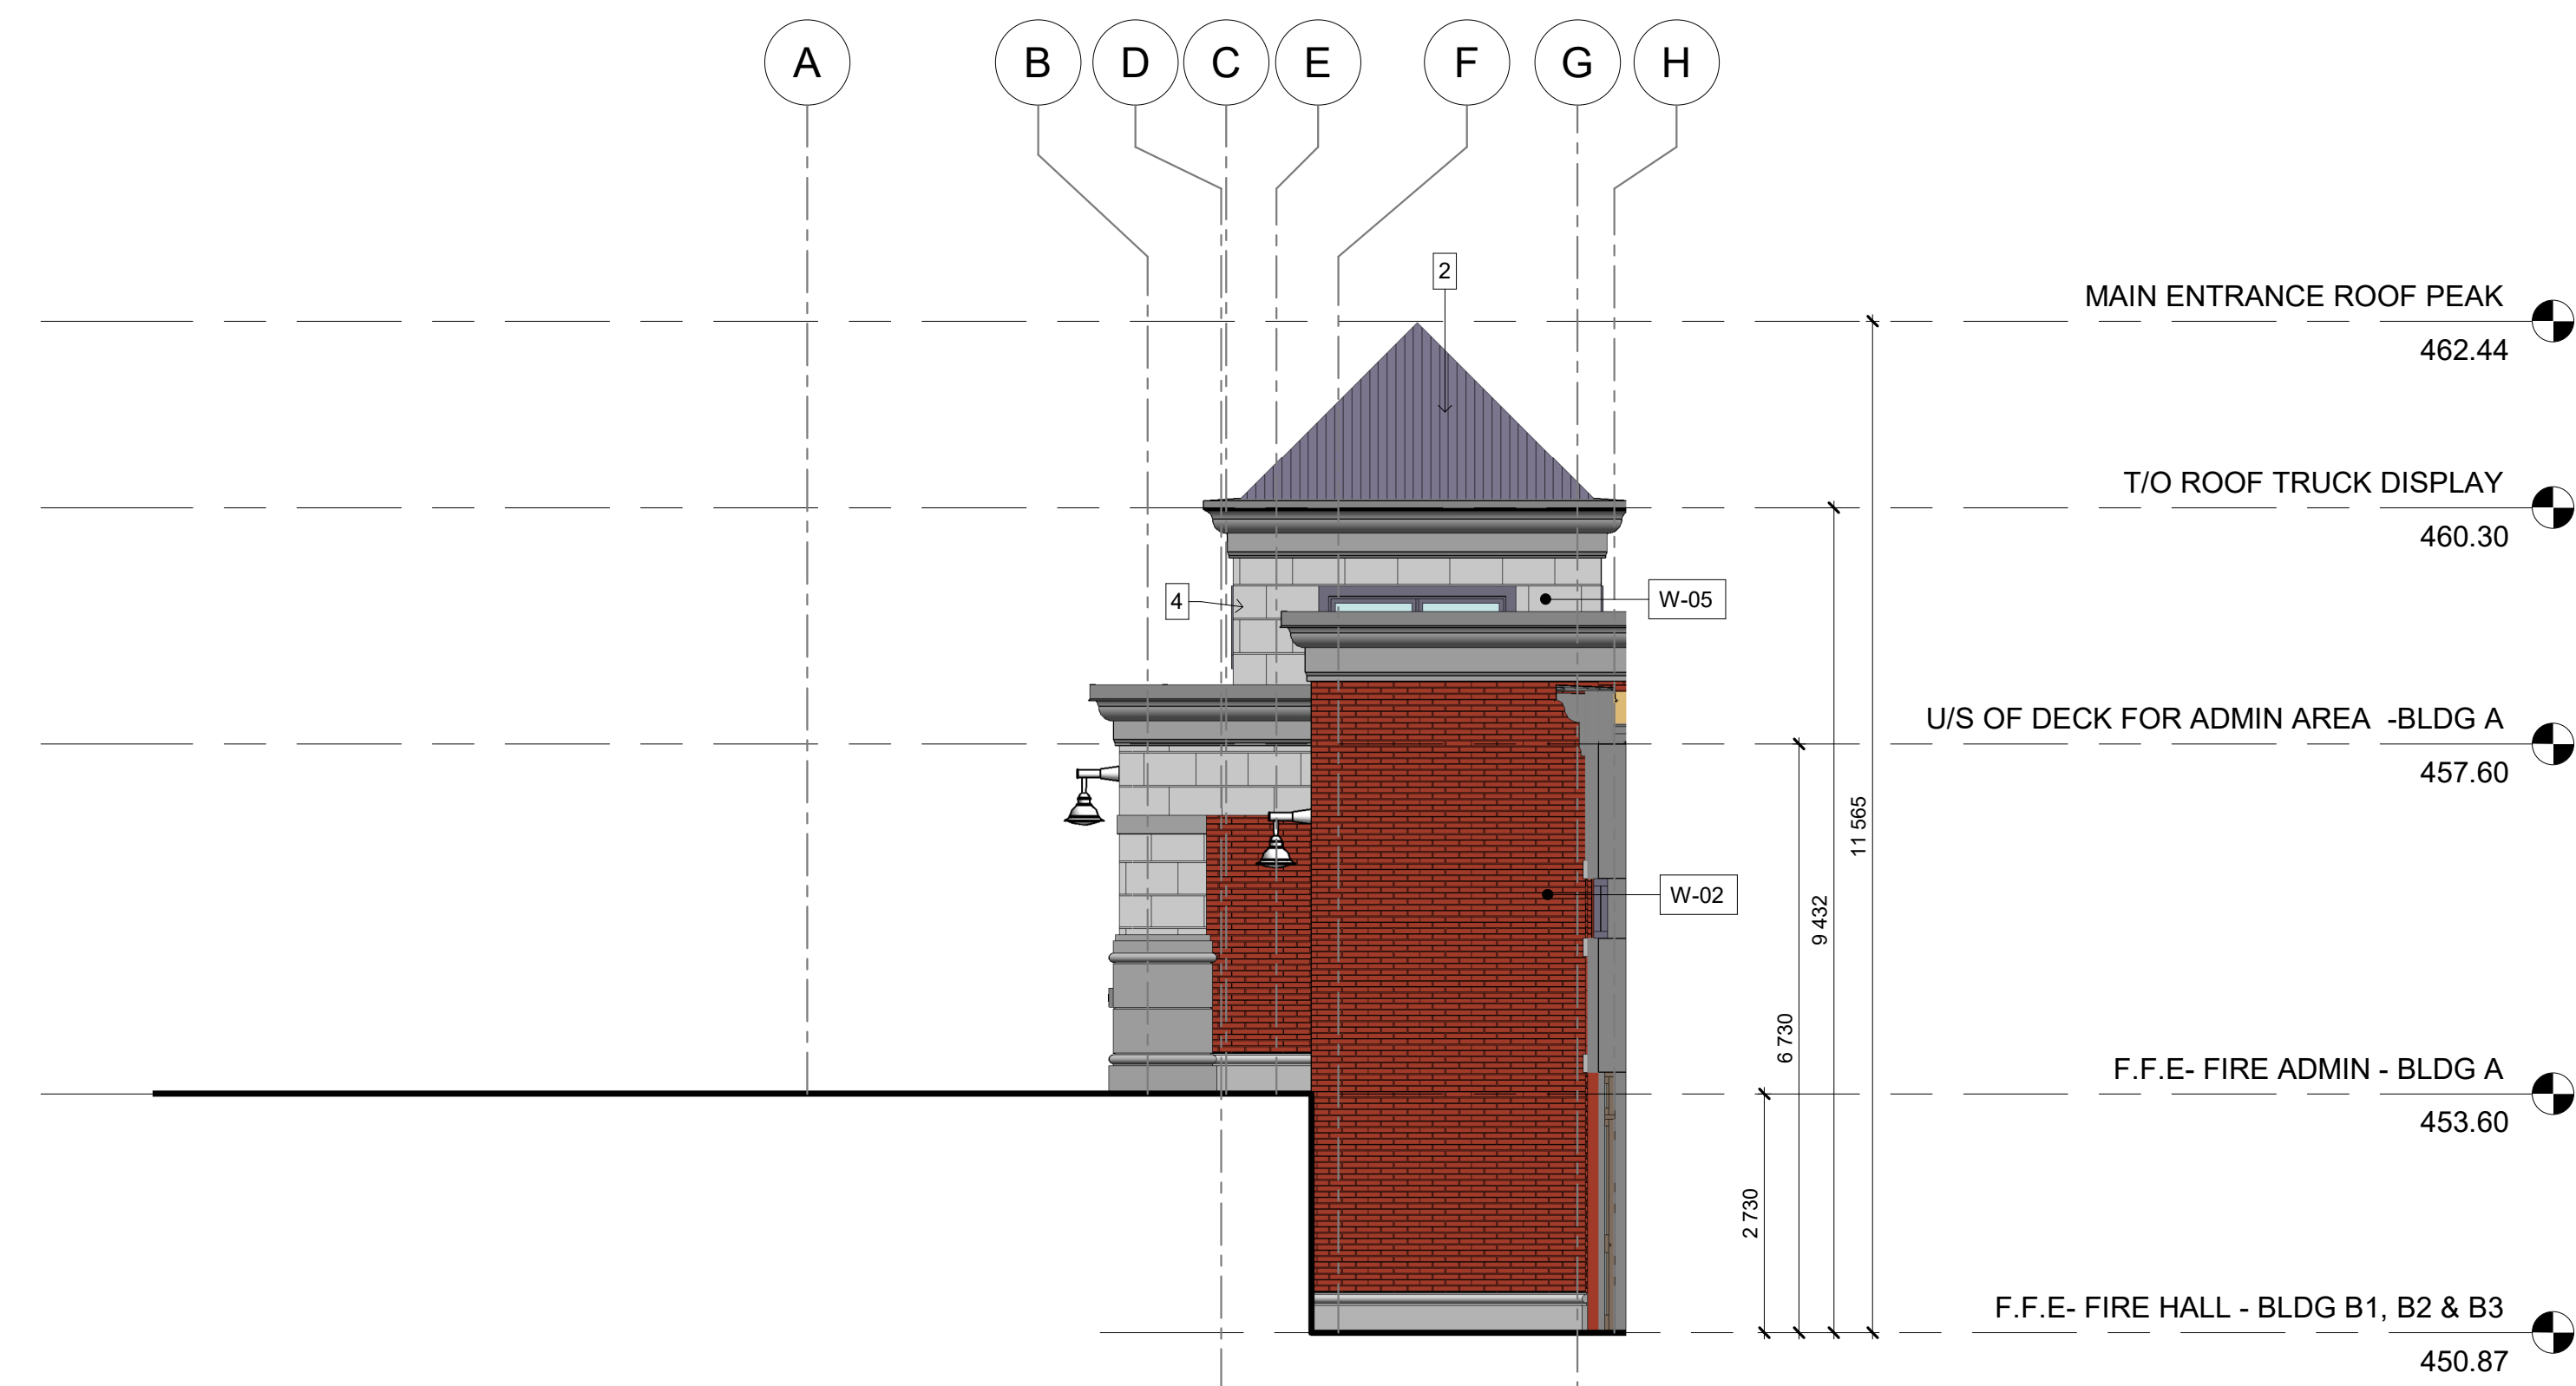 A
B
D
C
E
F
G
H
2
MAIN ENTRANCE ROOF PEAK
462.44
T/O ROOF TRUCK DISPLAY
460.30
4
W-05
U/S OF DECK FOR ADMIN AREA -BLDG A
457.60
11 565
W-02
9 432
6 730
F.F.E- FIRE ADMIN - BLDG A
453.60
2 730
F.F.E- FIRE HALL - BLDG B1, B2 & B3
450.87